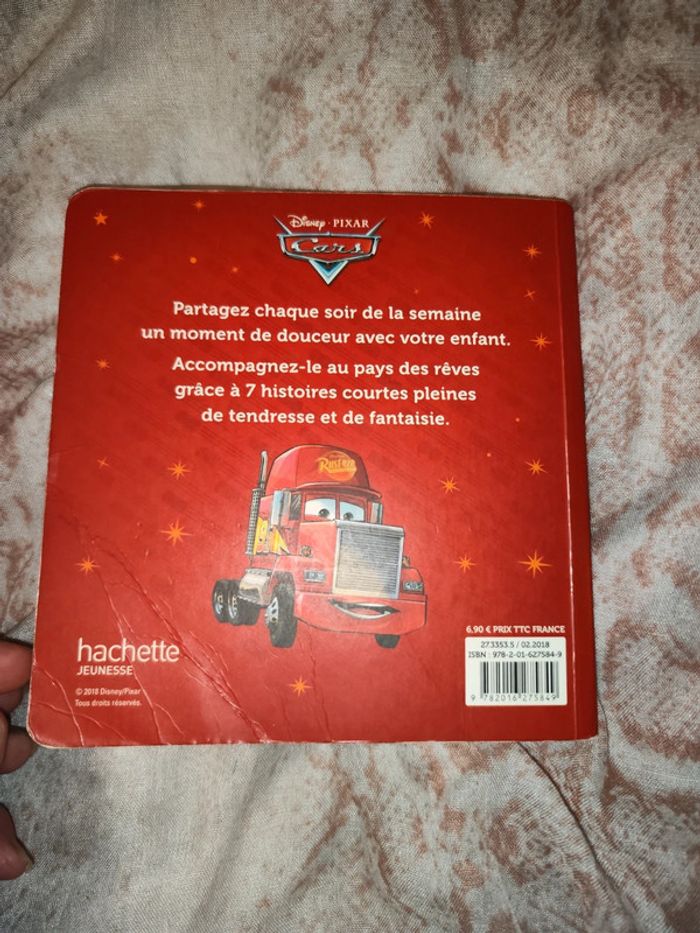 Disney · PIXAR
Cars
Partagez chaque soir de la semaine
un moment de douceur avec votre enfant.
Accompagnez-le au pays des rêves
grâce à 7 histoires courtes pleines
de tendresse et de fantaisie.
RUST-EZE
hachette
JEUNESSE
© 2018 Disney/Pixar
Tous droits réservés.
6,90 € PRIX TTC FRANCE
27.3353.5 / 02.2018
ISBN : 978-2-01-627584-9
9 782016 275849